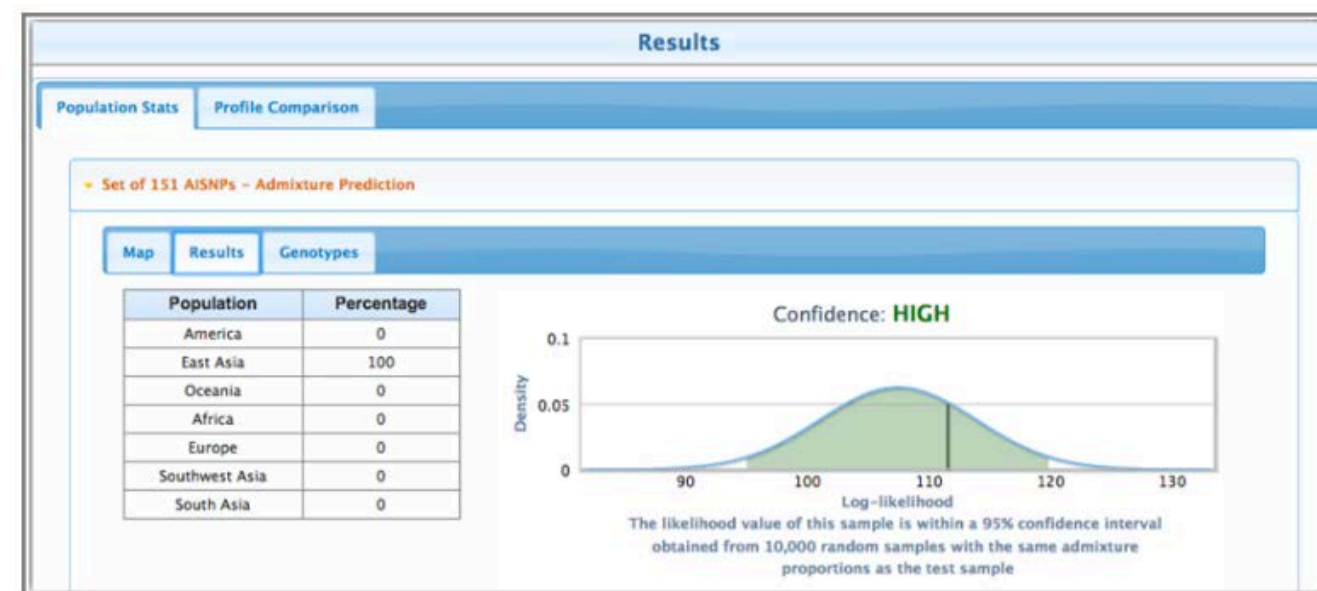 Results
Population Stats Profile Comparison
Set of 151 AISNPs – Admixture Prediction
Map Results Genotypes
Population Percentage
America 0
East Asia 100
Oceania 0
Africa 0
Europe 0
Southwest Asia 0
South Asia 0
Confidence: HIGH
0.1
0.05
0
Density
90 100 110 120 130
Log-likelihood
The likelihood value of this sample is within a 95% confidence interval
obtained from 10,000 random samples with the same admixture
proportions as the test sample